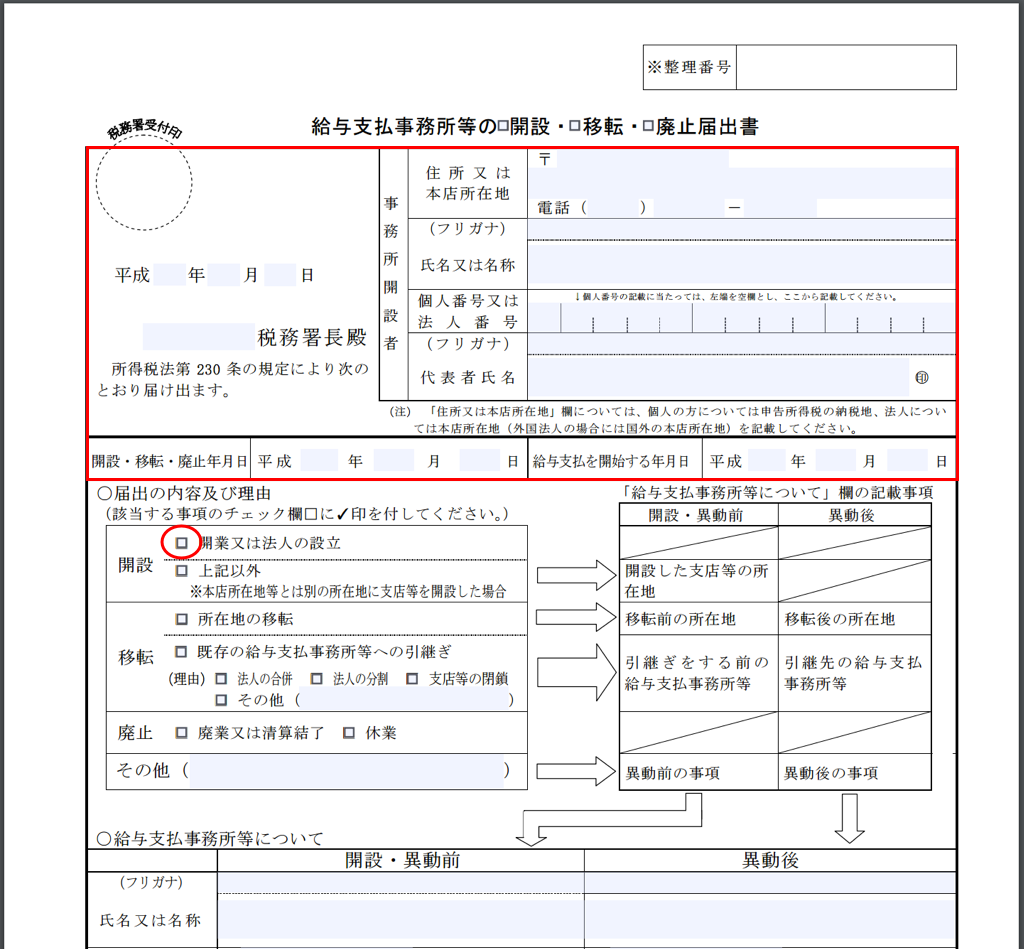 ※整理番号
給与支払事務所等の□開設・□移転・□廃止届出書
税務署受付印
平成 年 月 日
税務署長殿
所得税法第 230 条の規定により次の
とおり届け出ます。
事務所開設者
住所又は
本店所在地
〒
電話( ) －
(フリガナ)
氏名又は名称
個人番号又は
法人番号
↓個人番号の記載に当たっては、左端を空欄とし、ここから記載してください。
(フリガナ)
代表者氏名
㊞
(注) 「住所又は本店所在地」欄については、個人の方については申告所得税の納税地、法人につい
ては本店所在地(外国法人の場合には国外の本店所在地)を記載してください。
開設・移転・廃止年月日 平成 年 月 日 給与支払を開始する年月日 平成 年 月 日
○届出の内容及び理由
(該当する事項のチェック欄□に✓印を付してください。)
「給与支払事務所等について」欄の記載事項
開設・異動前 異動後
開設
□ 開業又は法人の設立
□ 上記以外
※本店所在地等とは別の所在地に支店等を開設した場合
開設した支店等の所
在地
移転
□ 所在地の移転
移転前の所在地 移転後の所在地
□ 既存の給与支払事務所等への引継ぎ
(理由) □ 法人の合併 □ 法人の分割 □ 支店等の閉鎖
□ その他( )
引継ぎをする前の
給与支払事務所等
引継先の給与支払
事務所等
廃止 □ 廃業又は清算結了 □ 休業
その他( )
異動前の事項 異動後の事項
○給与支払事務所等について
開設・異動前 異動後
(フリガナ)
氏名又は名称